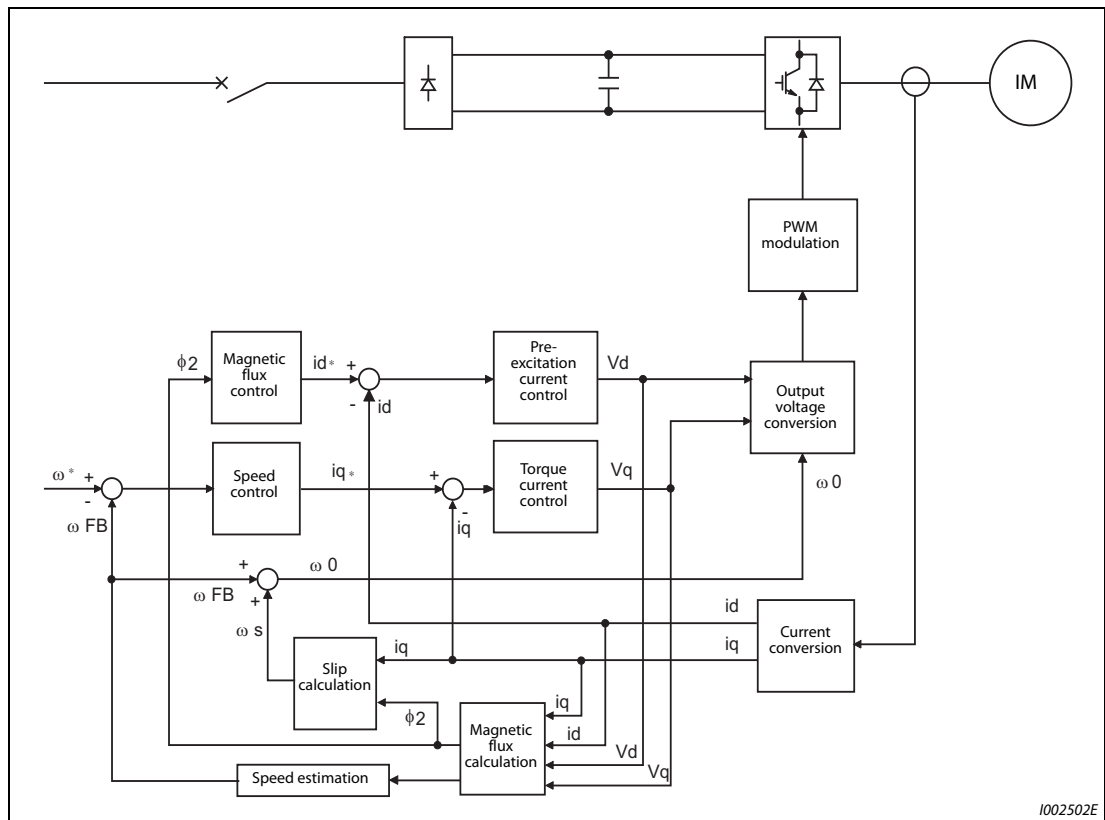 IM
PWM
modulation
ϕ2
Magnetic
flux
control
id*
+
-
id
Pre-
excitation
current
control
Vd
Output
voltage
conversion
ω*
+
-
ω FB
Speed
control
iq*
+
-
iq
Torque
current
control
Vq
ω 0
+
ω FB
+
ω 0
ω s
id
iq
Current
conversion
Slip
calculation
iq
ϕ2
Magnetic
flux
calculation
iq
id
Vd
Vq
Speed estimation
I002502E